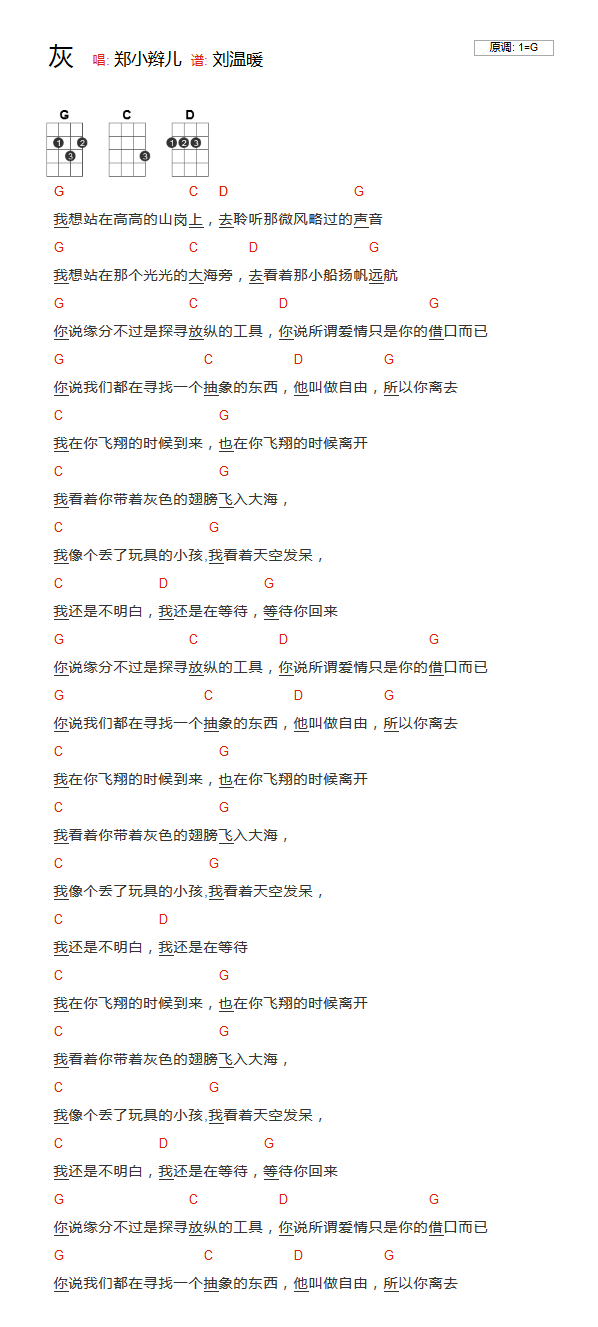 灰 唱: 郑小辫儿 谱: 刘温暖
原调: 1=G
G C D
1 2 3 3 1 2 3
G C D G
我想站在高高的山岗上，去聆听那微风略过的声音
G C D G
我想站在那个光光的大海旁，去看着那小船扬帆远航
G C D G
你说缘分不过是探寻放纵的工具，你说所谓爱情只是你的借口而已
G C D G
你说我们都在寻找一个抽象的东西，他叫做自由，所以你离去
C G
我在你飞翔的时候到来，也在你飞翔的时候离开
C G
我看着你带着灰色的翅膀飞入大海，
C G
我像个丢了玩具的小孩,我看着天空发呆，
C D G
我还是不明白，我还是在等待，等待你回来
G C D G
你说缘分不过是探寻放纵的工具，你说所谓爱情只是你的借口而已
G C D G
你说我们都在寻找一个抽象的东西，他叫做自由，所以你离去
C G
我在你飞翔的时候到来，也在你飞翔的时候离开
C G
我看着你带着灰色的翅膀飞入大海，
C G
我像个丢了玩具的小孩,我看着天空发呆，
C D
我还是不明白，我还是在等待
C G
我在你飞翔的时候到来，也在你飞翔的时候离开
C G
我看着你带着灰色的翅膀飞入大海，
C G
我像个丢了玩具的小孩,我看着天空发呆，
C D G
我还是不明白，我还是在等待，等待你回来
G C D G
你说缘分不过是探寻放纵的工具，你说所谓爱情只是你的借口而已
G C D G
你说我们都在寻找一个抽象的东西，他叫做自由，所以你离去